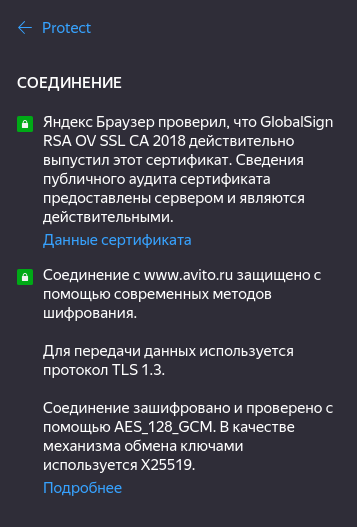 Protect
СОЕДИНЕНИЕ
Яндекс Браузер проверил, что GlobalSign
RSA OV SSL CA 2018 действительно
выпустил этот сертификат. Сведения
публичного аудита сертификата
предоставлены сервером и являются
действительными.
Данные сертификата
Соединение с www.avito.ru защищено с
помощью современных методов
шифрования.
Для передачи данных используется
протокол TLS 1.3.
Соединение зашифровано и проверено с
помощью AES_128_GCM. В качестве
механизма обмена ключами
используется X25519.
Подробнее